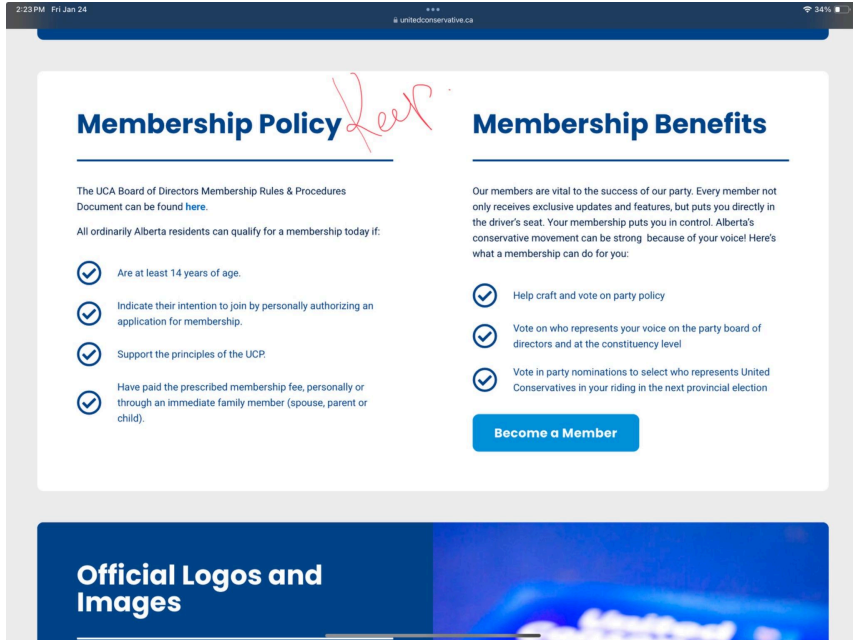 2:23 PM Fri Jan 24
unitedconservative.ca
34%
Membership Policy
Keep
The UCA Board of Directors Membership Rules & Procedures
Document can be found here.
All ordinarily Alberta residents can qualify for a membership today if:
Are at least 14 years of age.
Indicate their intention to join by personally authorizing an
application for membership.
Support the principles of the UCP.
Have paid the prescribed membership fee, personally or
through an immediate family member (spouse, parent or
child).
Membership Benefits
Our members are vital to the success of our party. Every member not
only receives exclusive updates and features, but puts you directly in
the driver's seat. Your membership puts you in control. Alberta's
conservative movement can be strong because of your voice! Here's
what a membership can do for you:
Help craft and vote on party policy
Vote on who represents your voice on the party board of
directors and at the constituency level
Vote in party nominations to select who represents United
Conservatives in your riding in the next provincial election
Become a Member
Official Logos and
Images